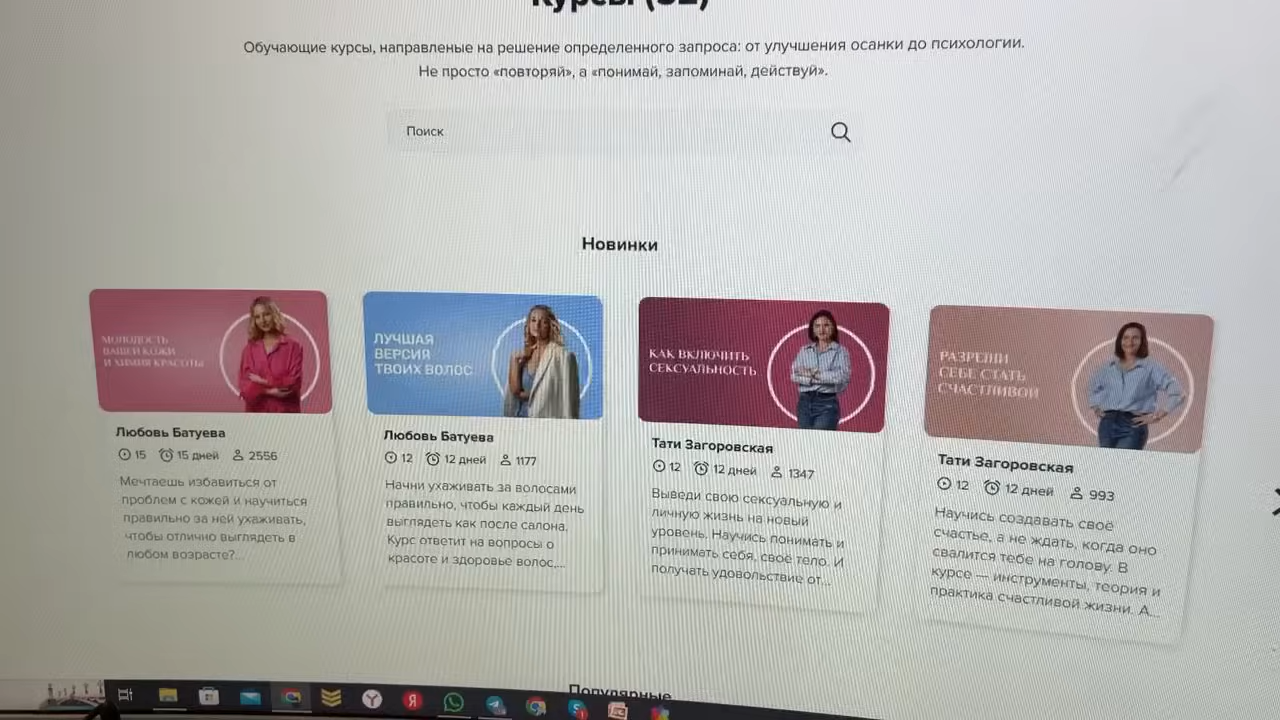 Обучающие курсы, направленые на решение определенного запроса: от улучшения осанки до психологии.
Не просто «повторяй», а «понимай, запоминай, действуй».
Поиск
Новинки
МОЛОДОСТЬ
ВАШЕЙ КОЖИ
И ХИМИЯ КРАСОТЫ
Любовь Батуева
15 15 дней 2556
Мечтаешь избавиться от
проблем с кожей и научиться
правильно за ней ухаживать,
чтобы отлично выглядеть в
любом возрасте?...
ЛУЧШАЯ
ВЕРСИЯ
ТВОИХ ВОЛОС
Любовь Батуева
12 12 дней 1177
Начни ухаживать за волосами
правильно, чтобы каждый день
выглядеть как после салона.
Курс ответит на вопросы о
красоте и здоровье волос,...
КАК ВКЛЮЧИТЬ
СЕКСУАЛЬНОСТЬ
Тати Загоровская
12 12 дней 1347
Выведи свою сексуальную и
личную жизнь на новый
уровень. Научись понимать и
принимать себя, своё тело. И
получать удовольствие от...
РАЗРЕШИ
СЕБЕ СТАТЬ
СЧАСТЛИВОЙ
Тати Загоровская
12 12 дней 993
Научись создавать своё
счастье, а не ждать, когда оно
свалится тебе на голову. В
курсе — инструменты, теория и
практика счастливой жизни. А...
Популярные